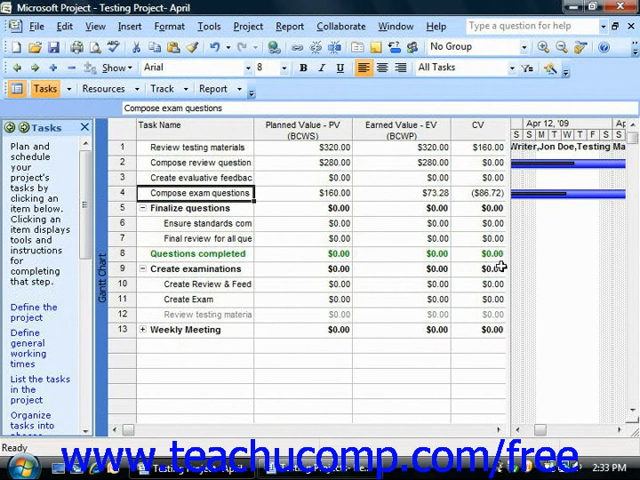 Microsoft Project - Testing Project- April
File Edit View Insert Format Tools Project Report Collaborate Window Help Type a question for help
No Group
Show Arial 8 B I U All Tasks
Tasks Resources Track Report
Compose exam questions
Tasks
Plan and
schedule
your
project's
tasks by
clicking an
item below.
Clicking an
item displays
tools and
instructions
for
completing
that step.
Define the
project
Define
general
working
times
List the tasks
in the
project
Organize
tasks into
Gantt Chart
Task Name Planned Value - PV (BCWS) Earned Value - EV (BCWP) CV
Apr 12, '09 Ap
S S M T W T F S S
1 Review testing materials $320.00 $320.00 $160.00
Writer,Jon Doe,Testing Ma
2 Compose review question $280.00 $280.00 $0.00
3 Create evaluative feedbac $0.00 $0.00 $0.00
4 Compose exam questions $160.00 $73.28 ($86.72)
5 Finalize questions $0.00 $0.00 $0.00
6 Ensure standards com $0.00 $0.00 $0.00
7 Final review for all que $0.00 $0.00 $0.00
8 Questions completed $0.00 $0.00 $0.00
9 Create examinations $0.00 $0.00 $0.00
10 Create Review & Feed $0.00 $0.00 $0.00
11 Create Exam $0.00 $0.00 $0.00
12 Review testing materia $0.00 $0.00 $0.00
13 Weekly Meeting $0.00 $0.00 $0.00
Ready
www.teachucomp.com/free
2:33 PM